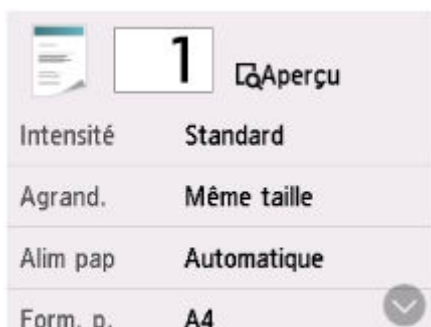 1 Aperçu
Intensité Standard
Agrand. Même taille
Alim pap Automatique
Form. p. A4